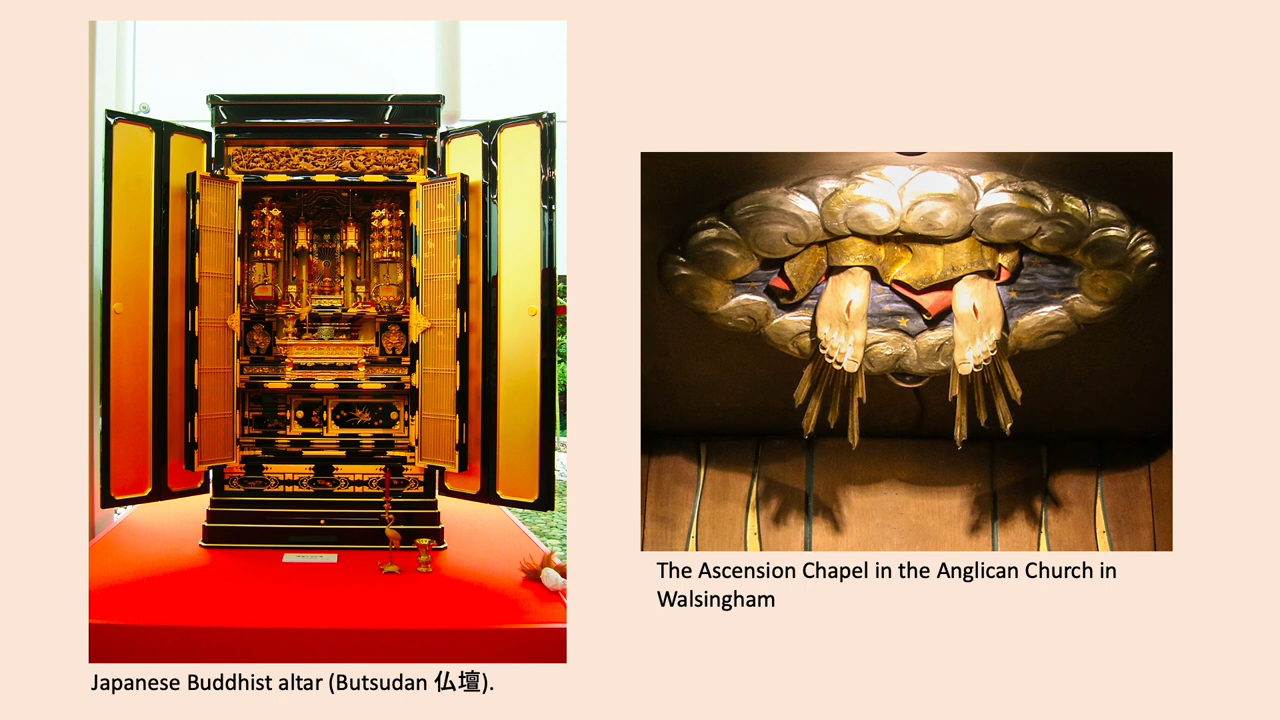 Japanese Buddhist altar (Butsudan 仏壇).
The Ascension Chapel in the Anglican Church in
Walsingham